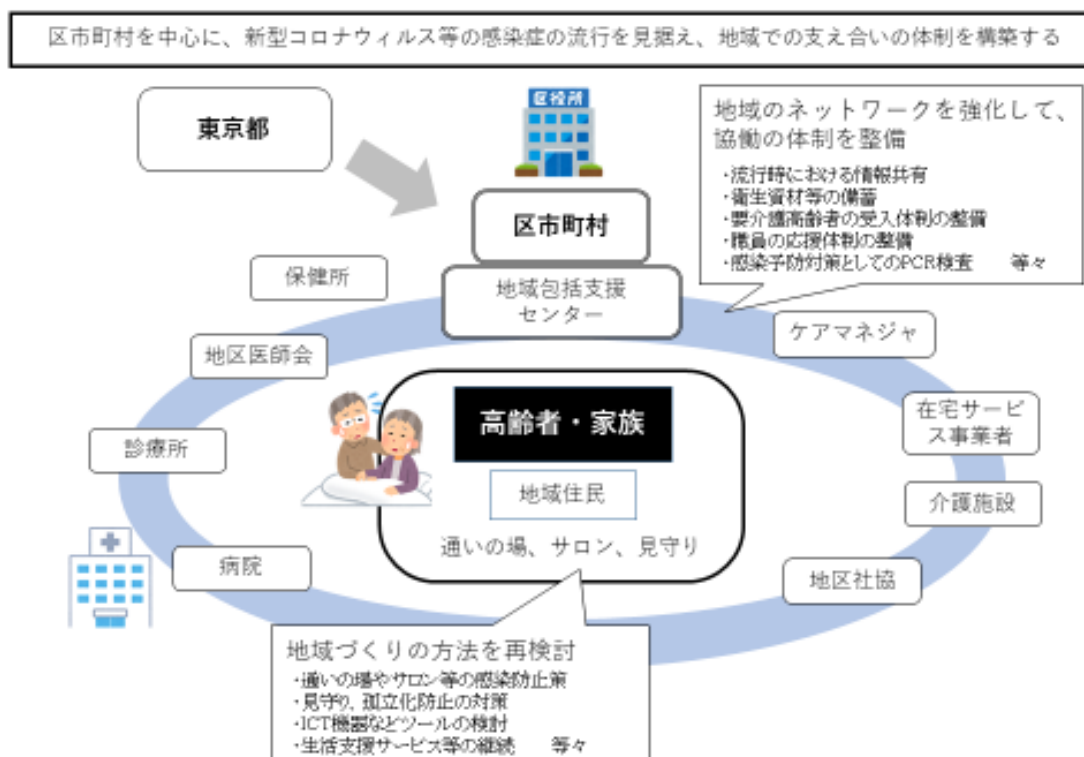 区市町村を中心に、新型コロナウィルス等の感染症の流行を見据え、地域での支え合いの体制を構築する
東京都
区役所
区市町村
地域包括支援
センター
地域のネットワークを強化して、
協働の体制を整備
・流行時における情報共有
・衛生資材等の備蓄
・要介護高齢者の受入体制の整備
・職員の応援体制の整備
・感染予防対策としてのPCR検査　等々
保健所
地区医師会
診療所
病院
ケアマネジャ
在宅サービ
ス事業者
介護施設
地区社協
高齢者・家族
地域住民
通いの場、サロン、見守り
地域づくりの方法を再検討
・通いの場やサロン等の感染防止策
・見守り、孤立化防止の対策
・ICT機器などツールの検討
・生活支援サービス等の継続　等々